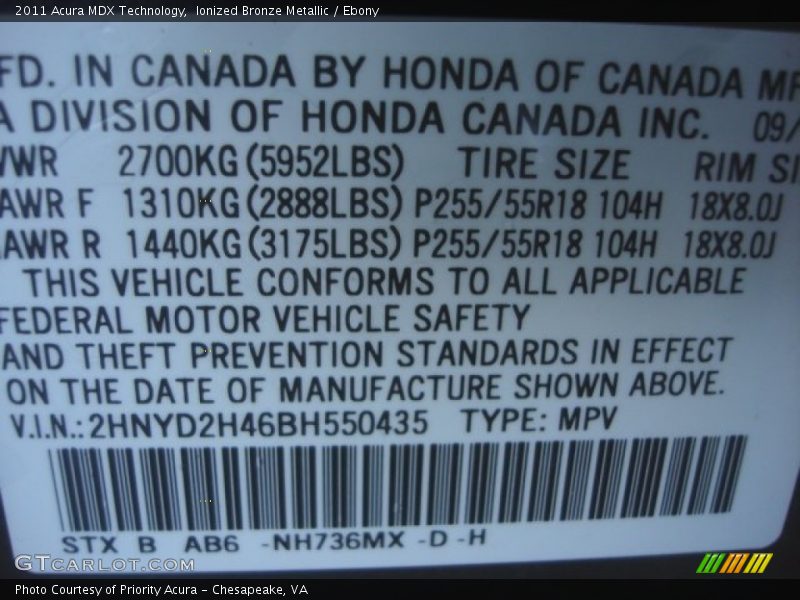 2011 Acura MDX Technology, Ionized Bronze Metallic / Ebony
FD. IN CANADA BY HONDA OF CANADA MF
A DIVISION OF HONDA CANADA INC. 09/
VWR 2700KG (5952LBS) TIRE SIZE RIM SI
AWR F 1310KG (2888LBS) P255/55R18 104H 18X8.0J
AWR R 1440KG (3175LBS) P255/55R18 104H 18X8.0J
THIS VEHICLE CONFORMS TO ALL APPLICABLE
FEDERAL MOTOR VEHICLE SAFETY
AND THEFT PREVENTION STANDARDS IN EFFECT
ON THE DATE OF MANUFACTURE SHOWN ABOVE.
V.I.N.: 2HNYD2H46BH550435 TYPE: MPV
STX B AB6 -NH736MX -D -H
GTCARLOT.COM
Photo Courtesy of Priority Acura - Chesapeake, VA